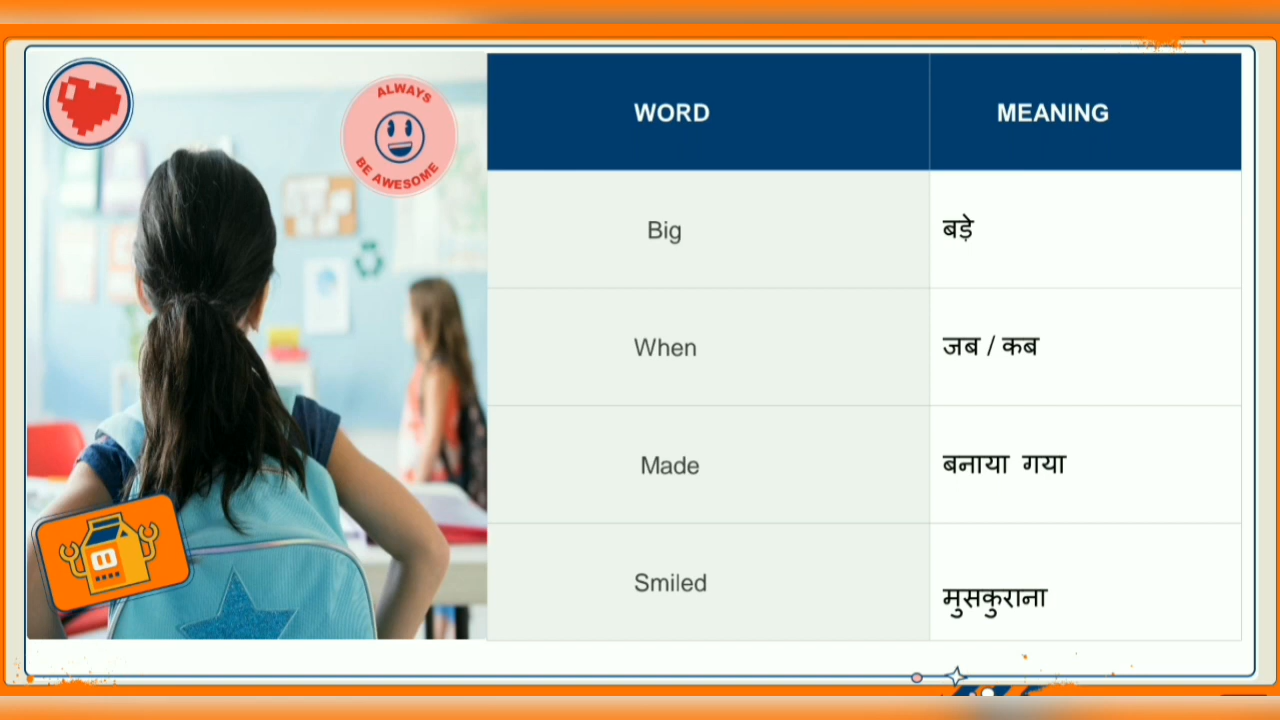 ALWAYS
BE AWESOME
WORD MEANING
Big बड़े
When जब / कब
Made बनाया गया
Smiled मुसकुराना